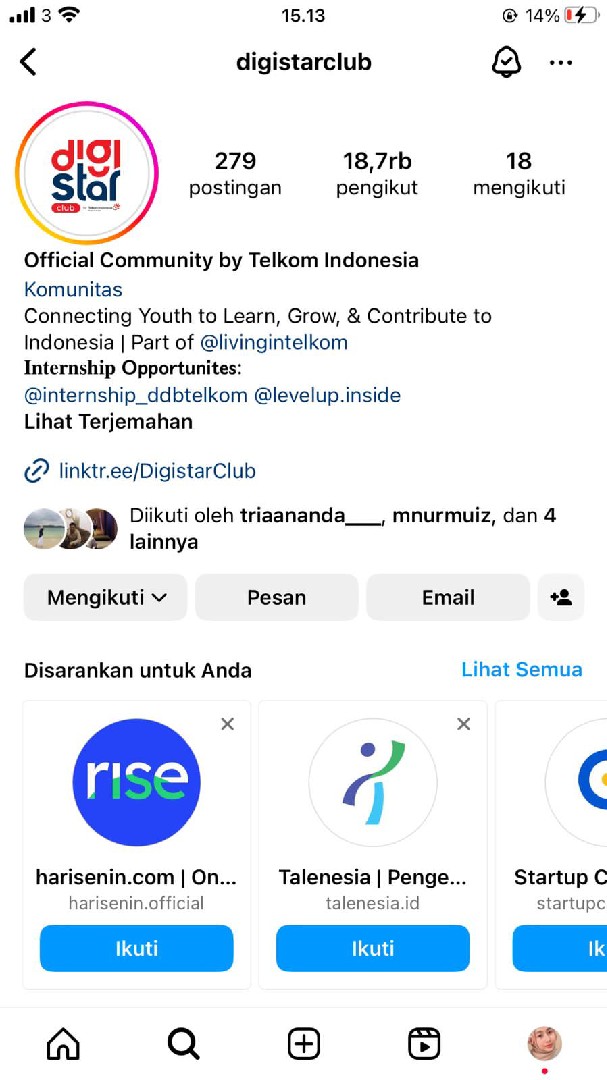 3
15.13
14%
digistarclub
digi
star
club
279
18,7rb
18
postingan
pengikut
mengikuti
Official Community by Telkom Indonesia
Komunitas
Connecting Youth to Learn, Grow, & Contribute to
Indonesia | Part of @livingintelkom
𝐈𝐧𝐭𝐞𝐫𝐧𝐬𝐡𝐢𝐩 𝐎𝐩𝐩𝐨𝐫𝐭𝐮𝐧𝐢𝐭𝐞𝐬:
@internship_ddbtelkom @levelup.inside
Lihat Terjemahan
linktr.ee/DigistarClub
Diikuti oleh triaananda___, mnurmuiz, dan 4
lainnya
Mengikuti
Pesan
Email
Disarankan untuk Anda
Lihat Semua
rise
harisenin.com | On...
harisenin.official
Ikuti
Talenesia | Penge...
talenesia.id
Ikuti
Startup C
startupc
Ik